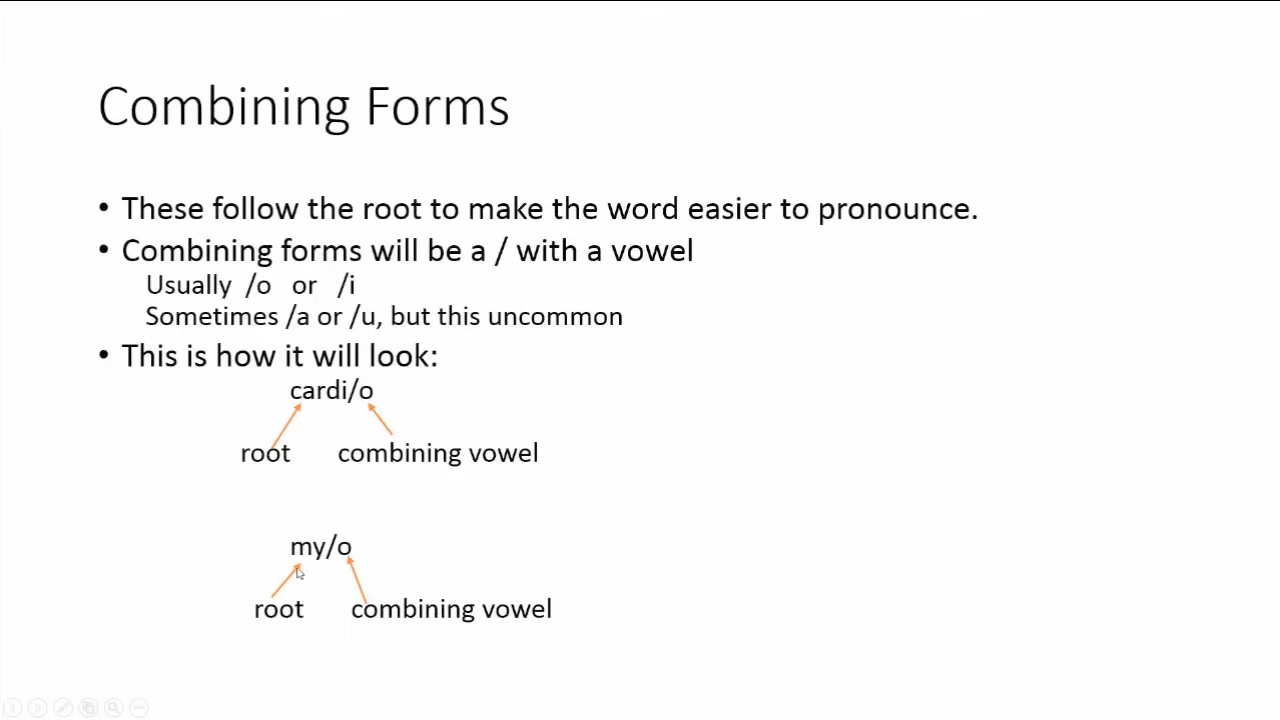 Combining Forms
• These follow the root to make the word easier to pronounce.
• Combining forms will be a / with a vowel
Usually /o or /i
Sometimes /a or /u, but this uncommon
• This is how it will look:
cardi/o
root combining vowel
my/o
root combining vowel